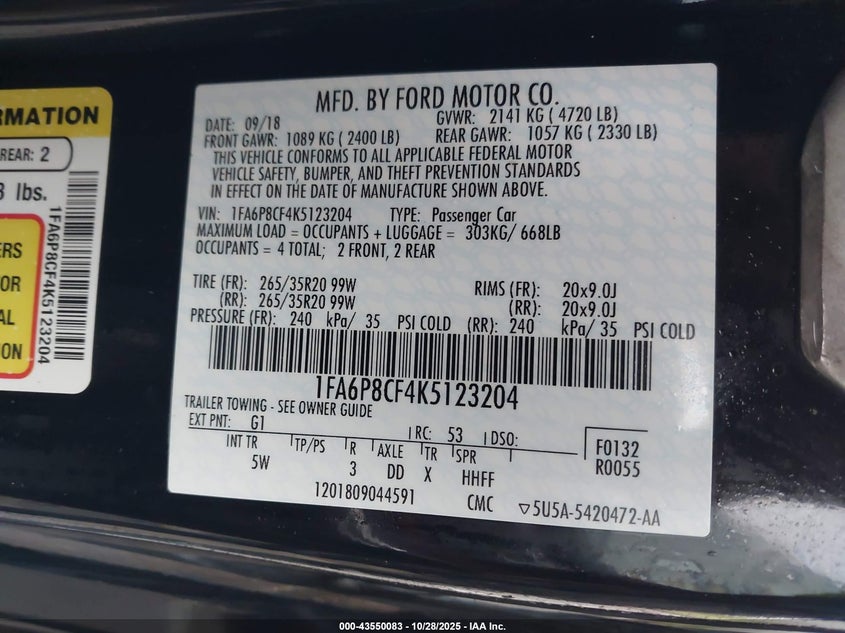 RMATION
REAR: 2
lbs.
1FA6P8CF4K5123204
ERS
TOR
AL
ION
MFD. BY FORD MOTOR CO.
DATE: 09/18 GVWR: 2141 KG ( 4720 LB)
FRONT GAWR: 1089 KG ( 2400 LB) REAR GAWR: 1057 KG ( 2330 LB)
THIS VEHICLE CONFORMS TO ALL APPLICABLE FEDERAL MOTOR
VEHICLE SAFETY, BUMPER, AND THEFT PREVENTION STANDARDS
IN EFFECT ON THE DATE OF MANUFACTURE SHOWN ABOVE.
VIN: 1FA6P8CF4K5123204 TYPE: Passenger Car
MAXIMUM LOAD = OCCUPANTS + LUGGAGE = 303KG/ 668LB
OCCUPANTS = 4 TOTAL; 2 FRONT, 2 REAR
TIRE (FR): 265/35R20 99W RIMS (FR): 20x9.0J
(RR): 265/35R20 99W (RR): 20x9.0J
PRESSURE (FR): 240 kPa/ 35 PSI COLD (RR): 240 kPa/ 35 PSI COLD
1FA6P8CF4K5123204
TRAILER TOWING - SEE OWNER GUIDE
EXT PNT: G1 RC: 53 DSO: F0132
INT TR TP/PS R AXLE TR SPR R0055
5W 3 DD X HHFF
1201809044591 CMC ▽5U5A-5420472-AA
000-43550083 - 10/28/2025 - IAA Inc.